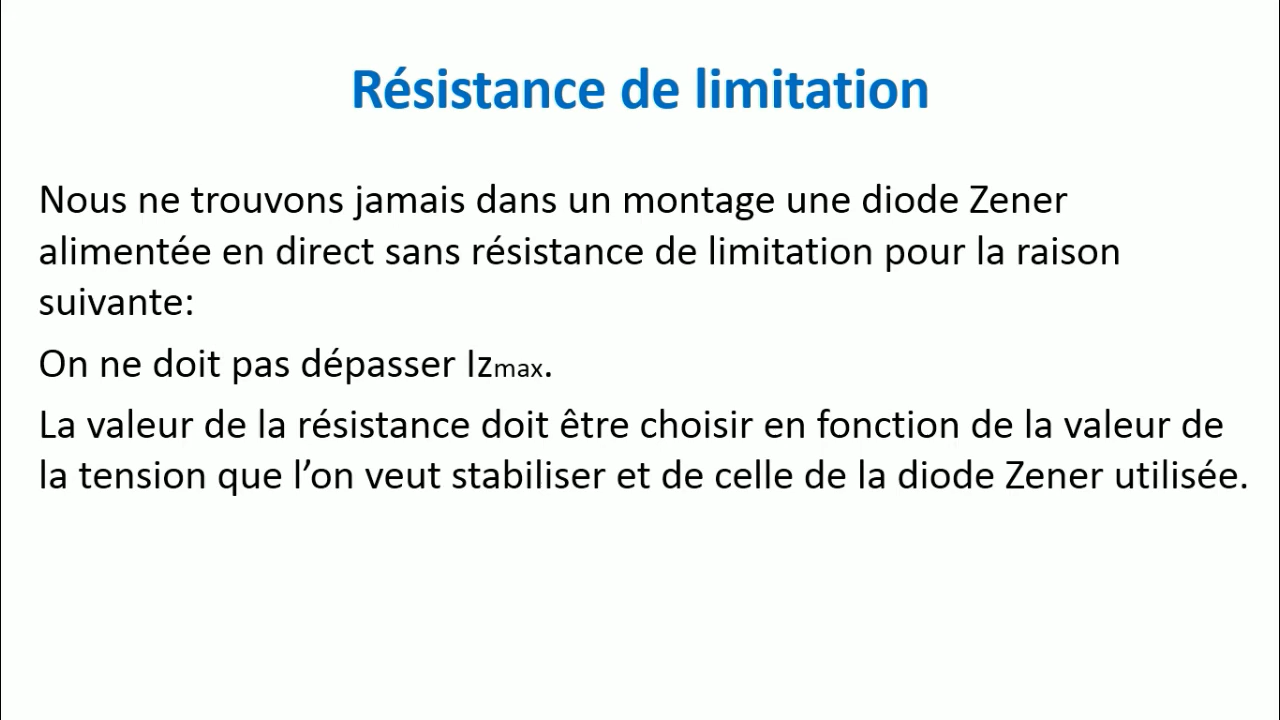 Résistance de limitation
Nous ne trouvons jamais dans un montage une diode Zener
alimentée en direct sans résistance de limitation pour la raison
suivante:
On ne doit pas dépasser Izmax.
La valeur de la résistance doit être choisir en fonction de la valeur de
la tension que l’on veut stabiliser et de celle de la diode Zener utilisée.